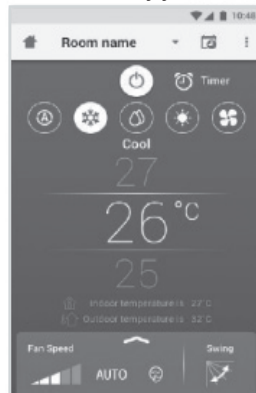 10:48
Room name
Timer
Cool
27
26°C
25
Indoor temperature is 27°C
Outdoor temperature is 32°C
Fan Speed
Swing
AUTO